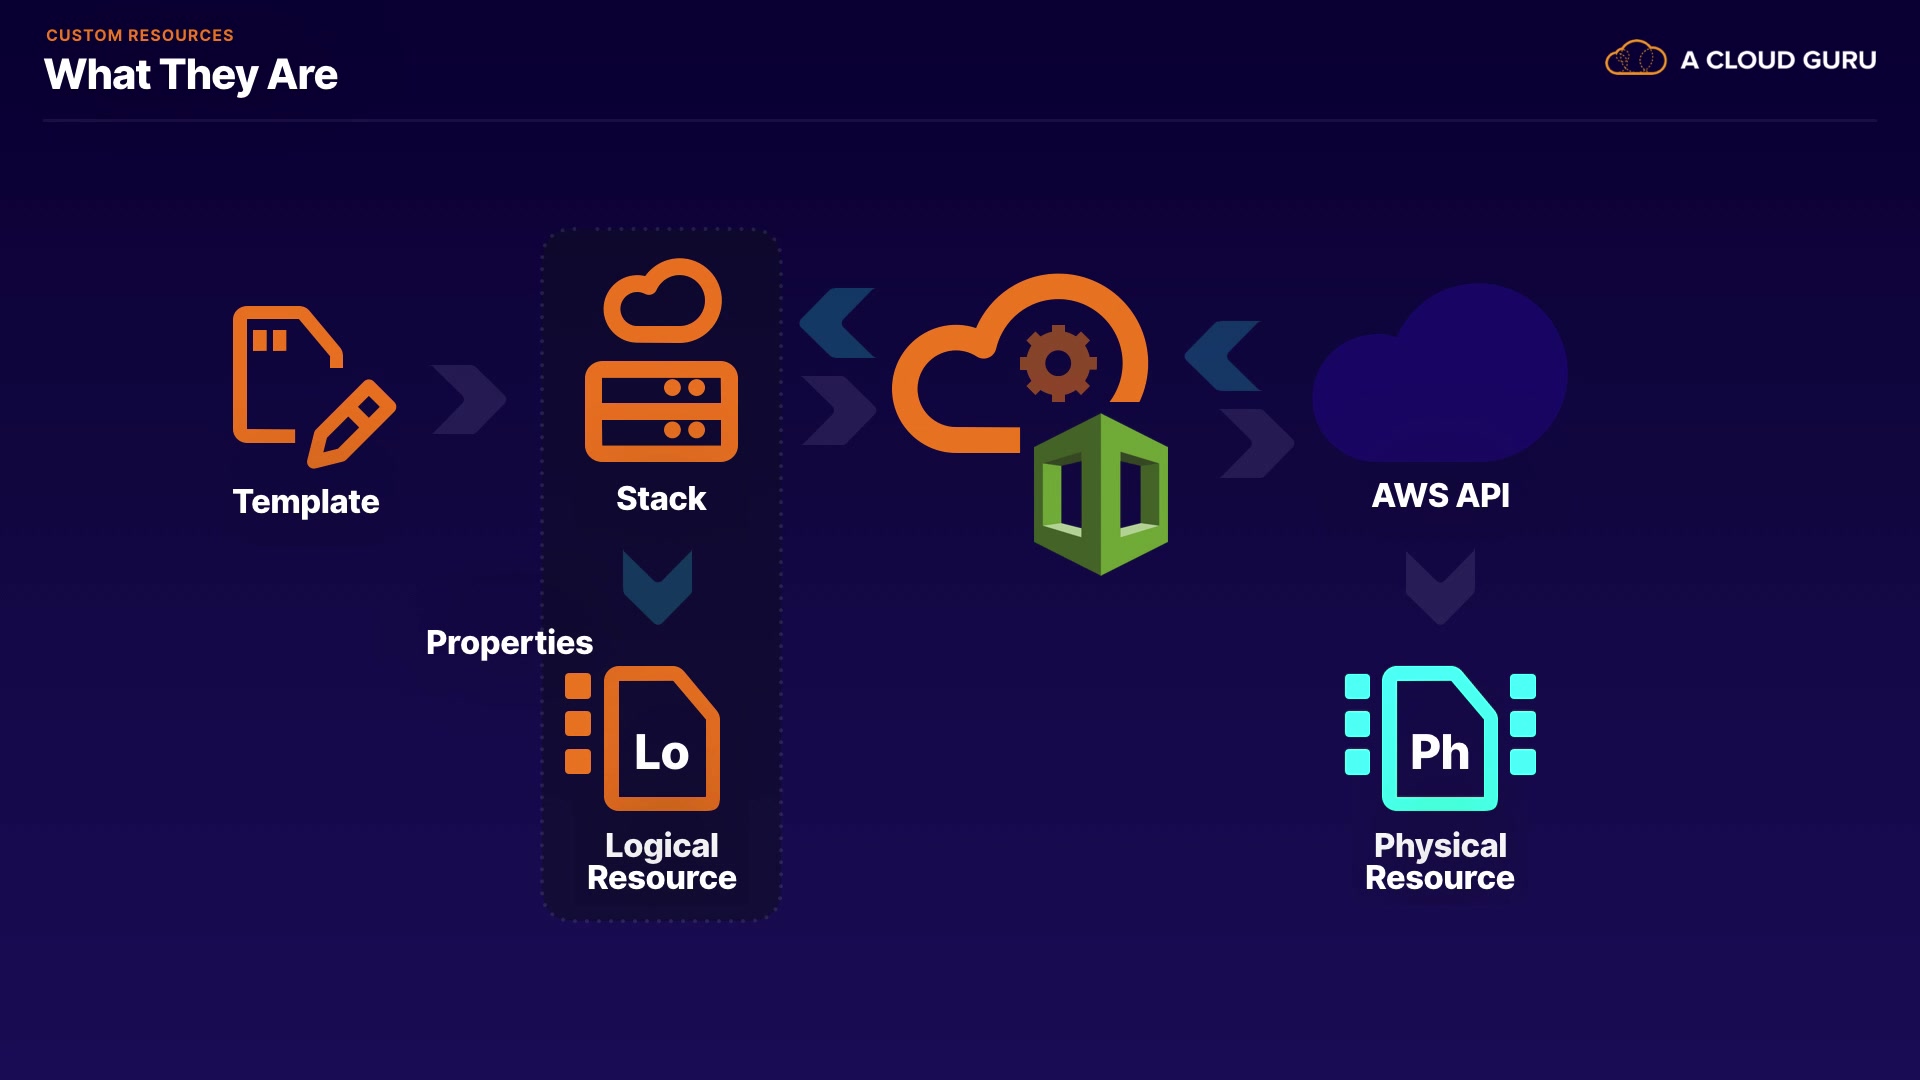 CUSTOM RESOURCES
What They Are
A CLOUD GURU
Template
Stack
AWS API
Properties
Lo
Ph
Logical
Resource
Physical
Resource